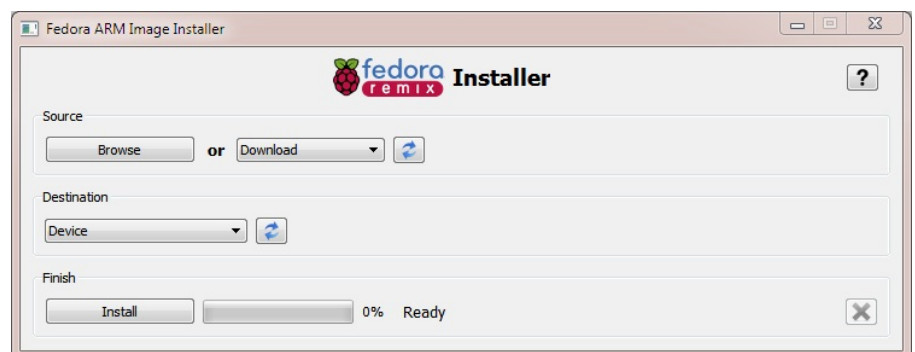 Fedora ARM Image Installer
fedora Installer
remix
?
Source
Browse or Download
Destination
Device
Finish
Install 0% Ready